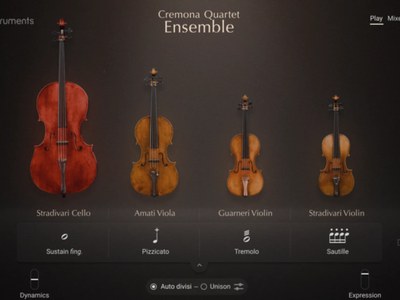 Cremona Quartet
Ensemble
ruments
Play Mixe
Stradivari Cello
Amati Viola
Guarneri Violin
Stradivari Violin
Sustain fing
Pizzicato
Tremolo
Sautille
Auto divisi
Unison
Dynamics
Expression